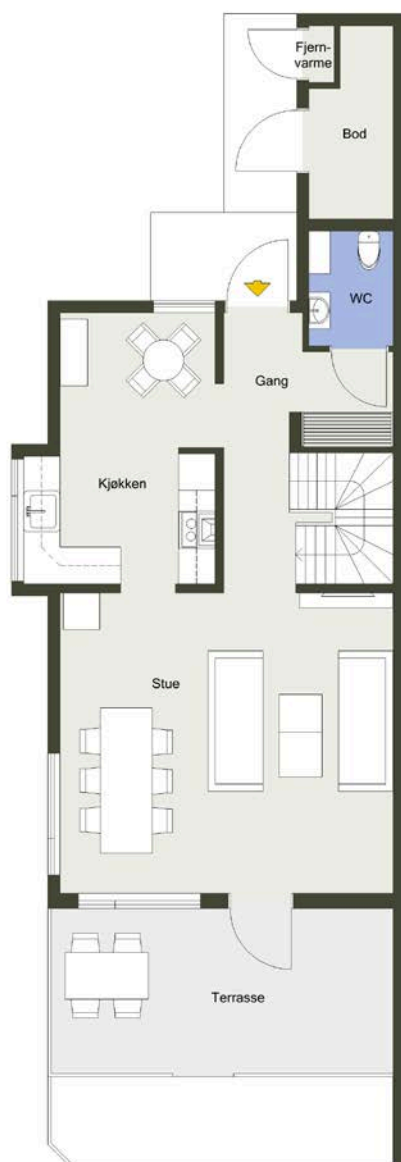 Fjern-
varme
Bod
WC
Gang
Kjøkken
Stue
Terrasse